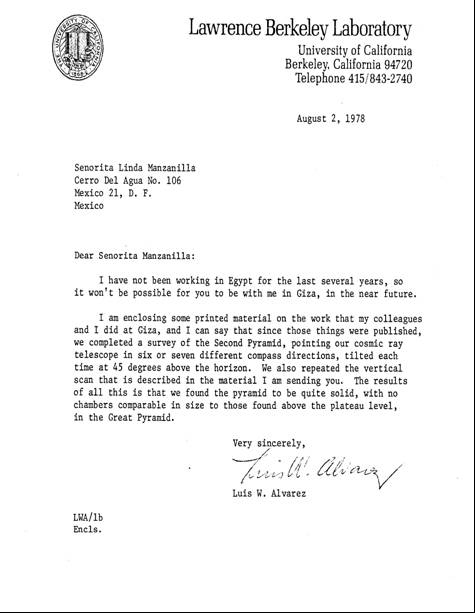 Lawrence Berkeley Laboratory
University of California
Berkeley, California 94720
Telephone 415/843-2740
August 2, 1978
Senorita Linda Manzanilla
Cerro Del Agua No. 106
Mexico 21, D. F.
Mexico
Dear Senorita Manzanilla:
I have not been working in Egypt for the last several years, so
it won't be possible for you to be with me in Giza, in the near future.
I am enclosing some printed material on the work that my colleagues
and I did at Giza, and I can say that since those things were published,
we completed a survey of the Second Pyramid, pointing our cosmic ray
telescope in six or seven different compass directions, tilted each
time at 45 degrees above the horizon. We also repeated the vertical
scan that is described in the material I am sending you. The results
of all this is that we found the pyramid to be quite solid, with no
chambers comparable in size to those found above the plateau level,
in the Great Pyramid.
Very sincerely,
Luis W. Alvarez
Luis W. Alvarez
LWA/lb
Encls.